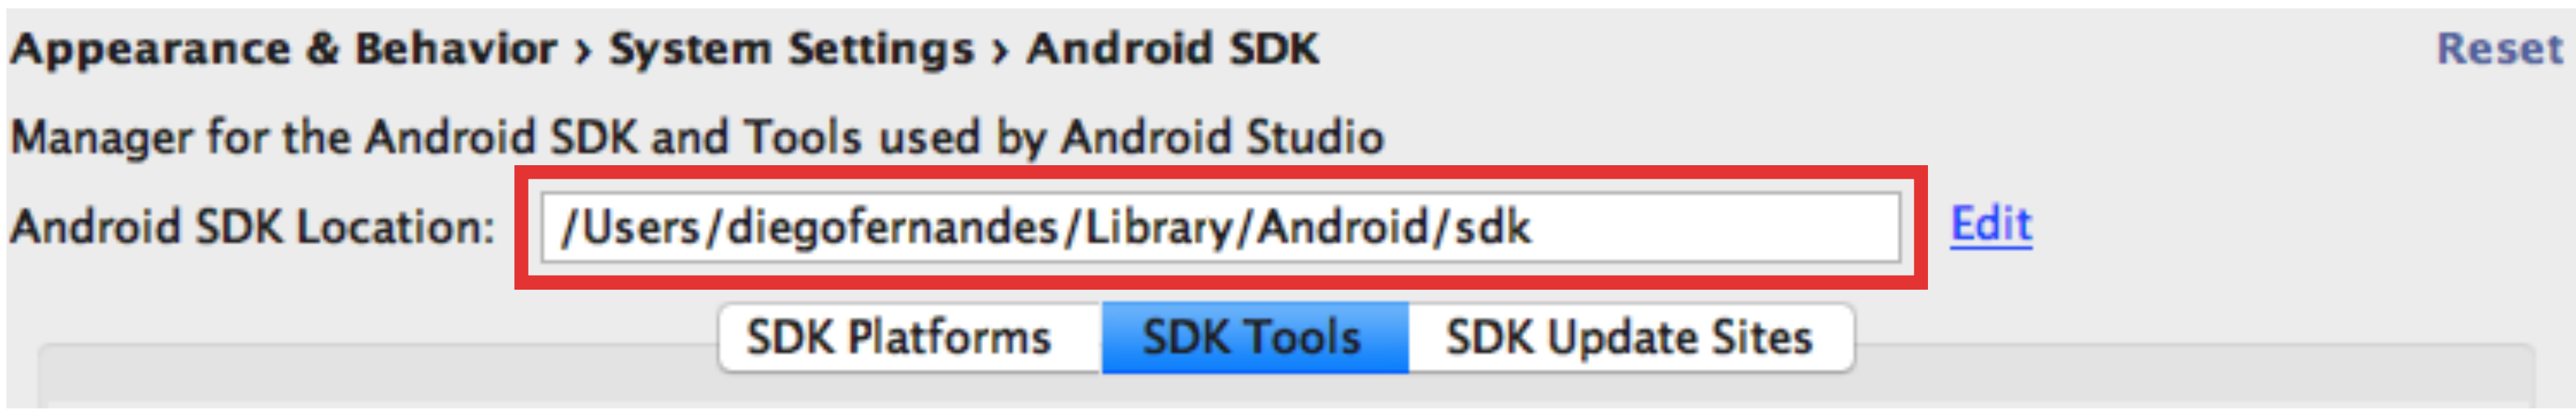 Appearance & Behavior › System Settings › Android SDK Reset
Manager for the Android SDK and Tools used by Android Studio
Android SDK Location: /Users/diegofernandes/Library/Android/sdk Edit
SDK Platforms SDK Tools SDK Update Sites